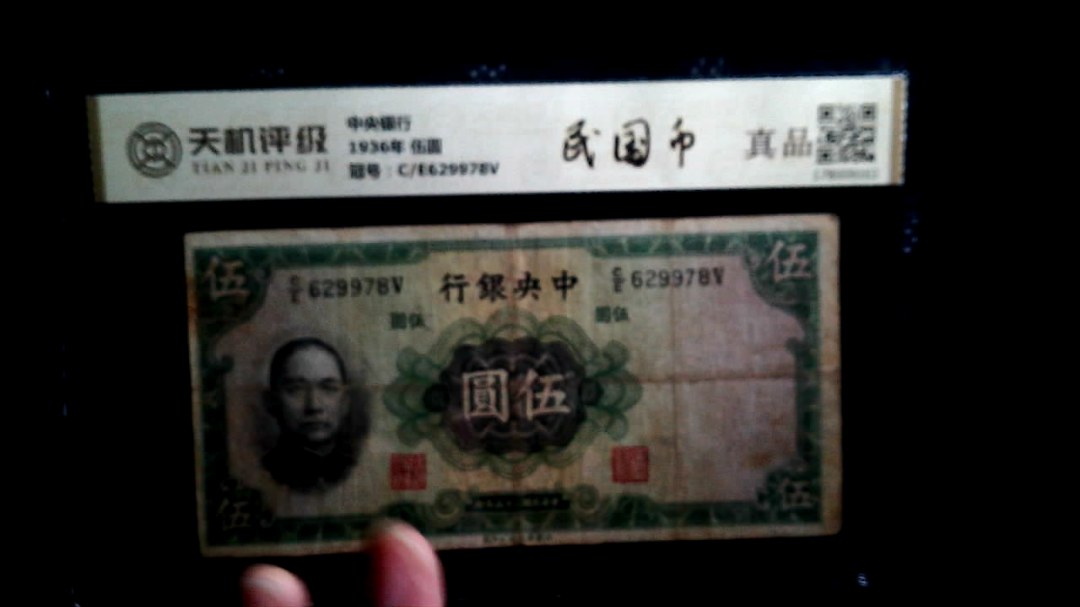 天机评级
TIAN JI PING JI
中央银行
1936年 伍圆
冠号：C/E629978V
民国币
真品
伍
伍
C/E 629978V
行銀央中
C/E 629978V
圓伍
圓伍
圓伍
伍
伍